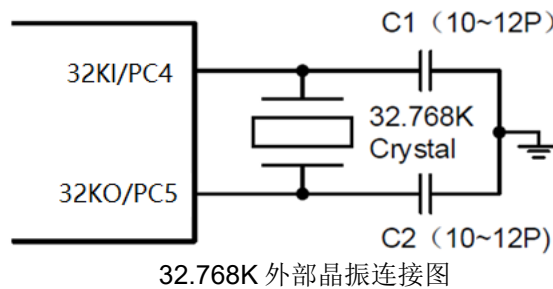 C1（10~12P）
32KI/PC4
32.768K
Crystal
32KO/PC5
C2（10~12P)
32.768K 外部晶振连接图